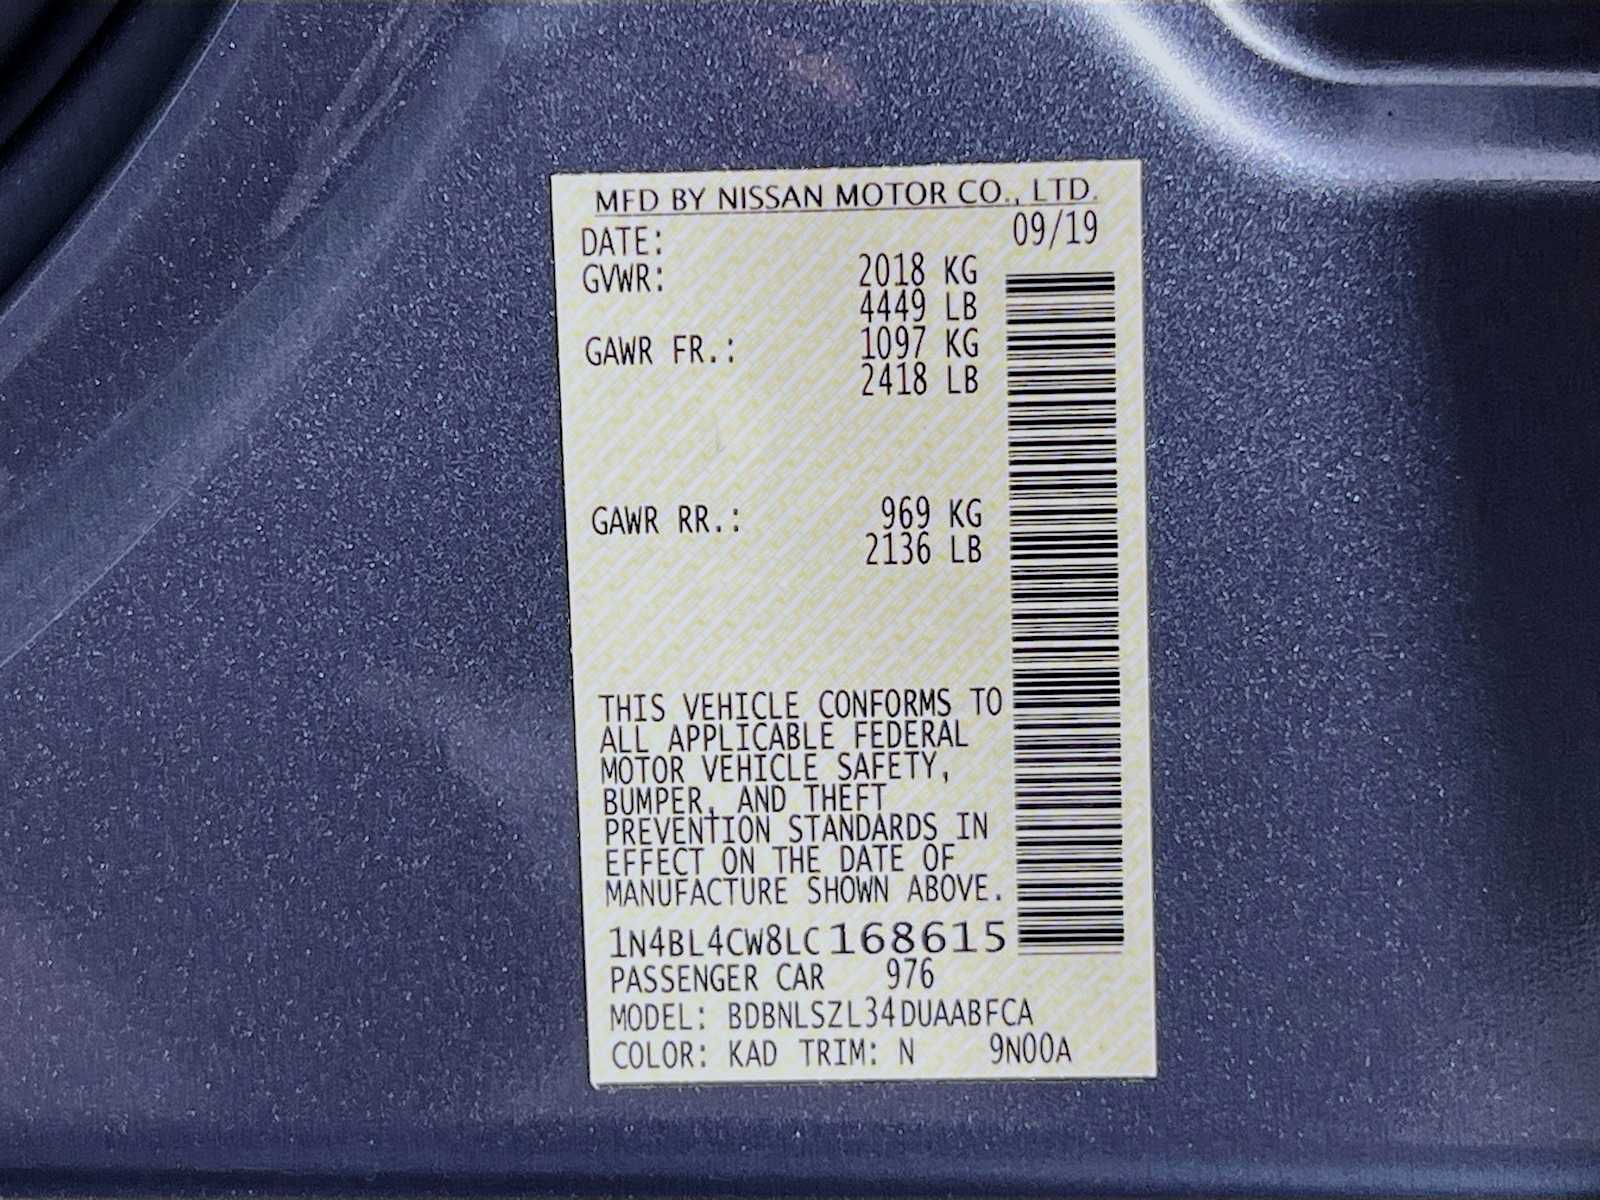 MFD BY NISSAN MOTOR CO., LTD.
DATE: 09/19
GVWR: 2018 KG
4449 LB
GAWR FR.: 1097 KG
2418 LB
GAWR RR.: 969 KG
2136 LB
THIS VEHICLE CONFORMS TO
ALL APPLICABLE FEDERAL
MOTOR VEHICLE SAFETY,
BUMPER, AND THEFT
PREVENTION STANDARDS IN
EFFECT ON THE DATE OF
MANUFACTURE SHOWN ABOVE.
1N4BL4CW8LC168615
PASSENGER CAR 976
MODEL: BDBNLSZL34DUAABFCA
COLOR: KAD TRIM: N 9N00A